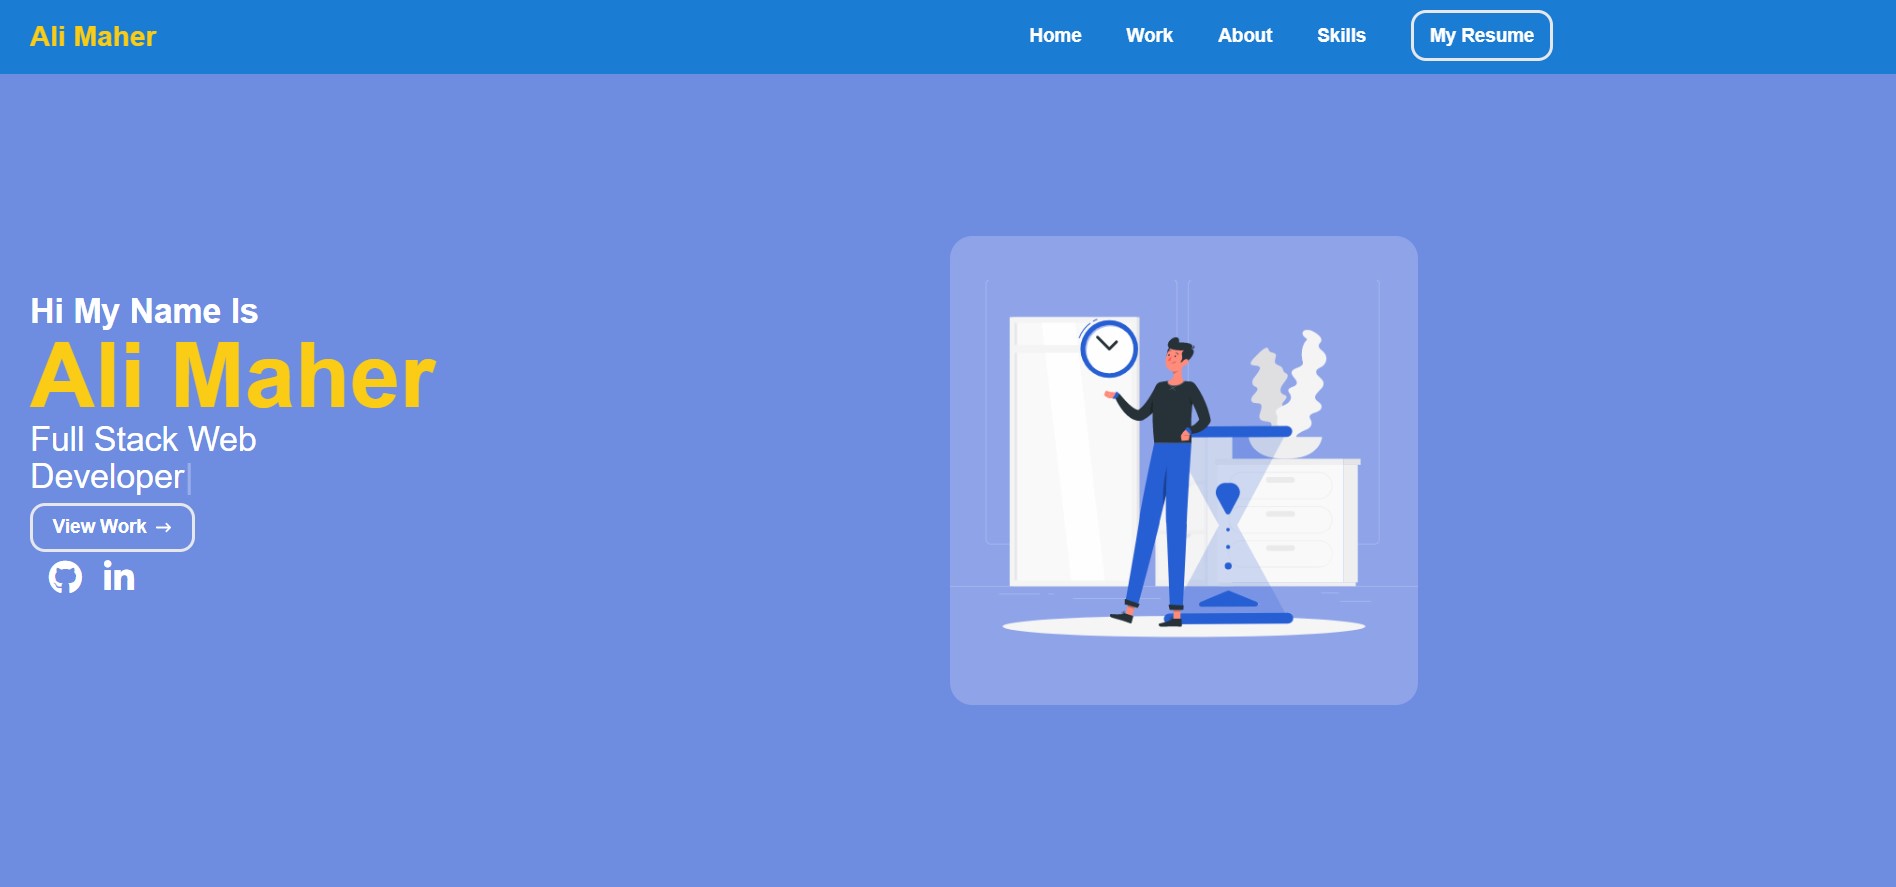 Ali Maher
Home Work About Skills My Resume
Hi My Name Is
Ali Maher
Full Stack Web
Developer|
View Work →
in